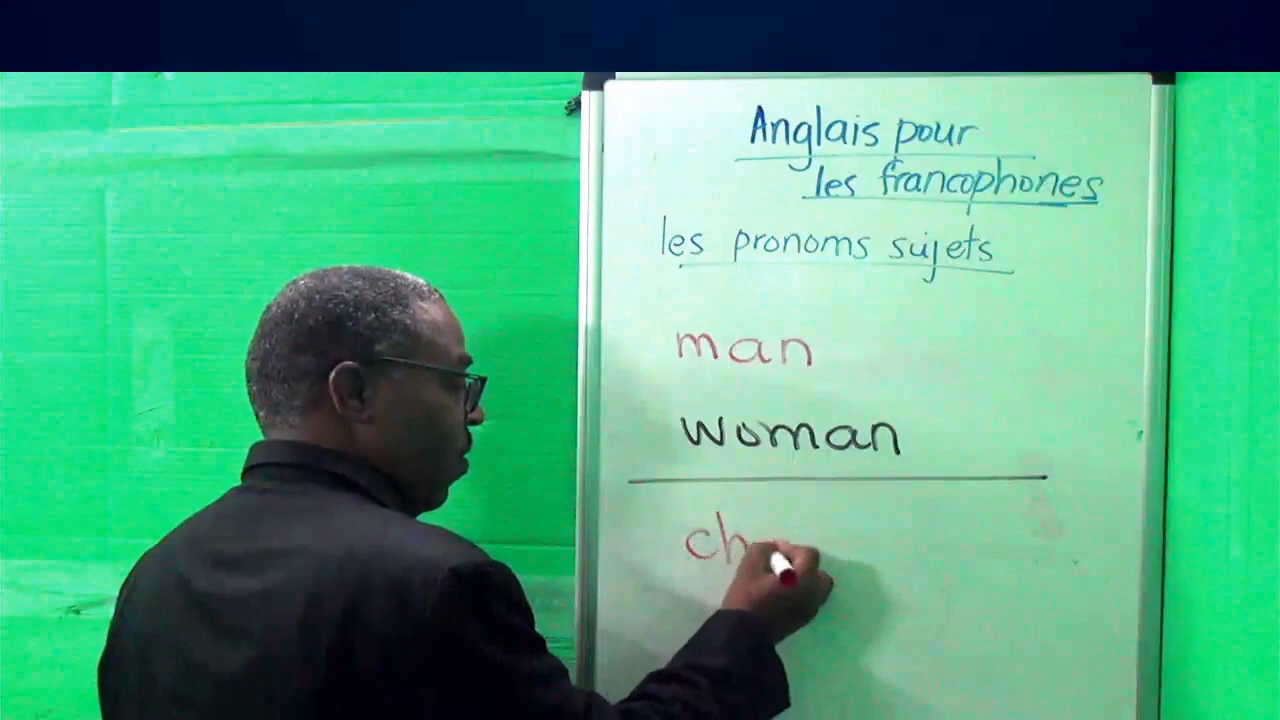 Anglais pour
les francophones
les pronoms sujets
man
woman
ch